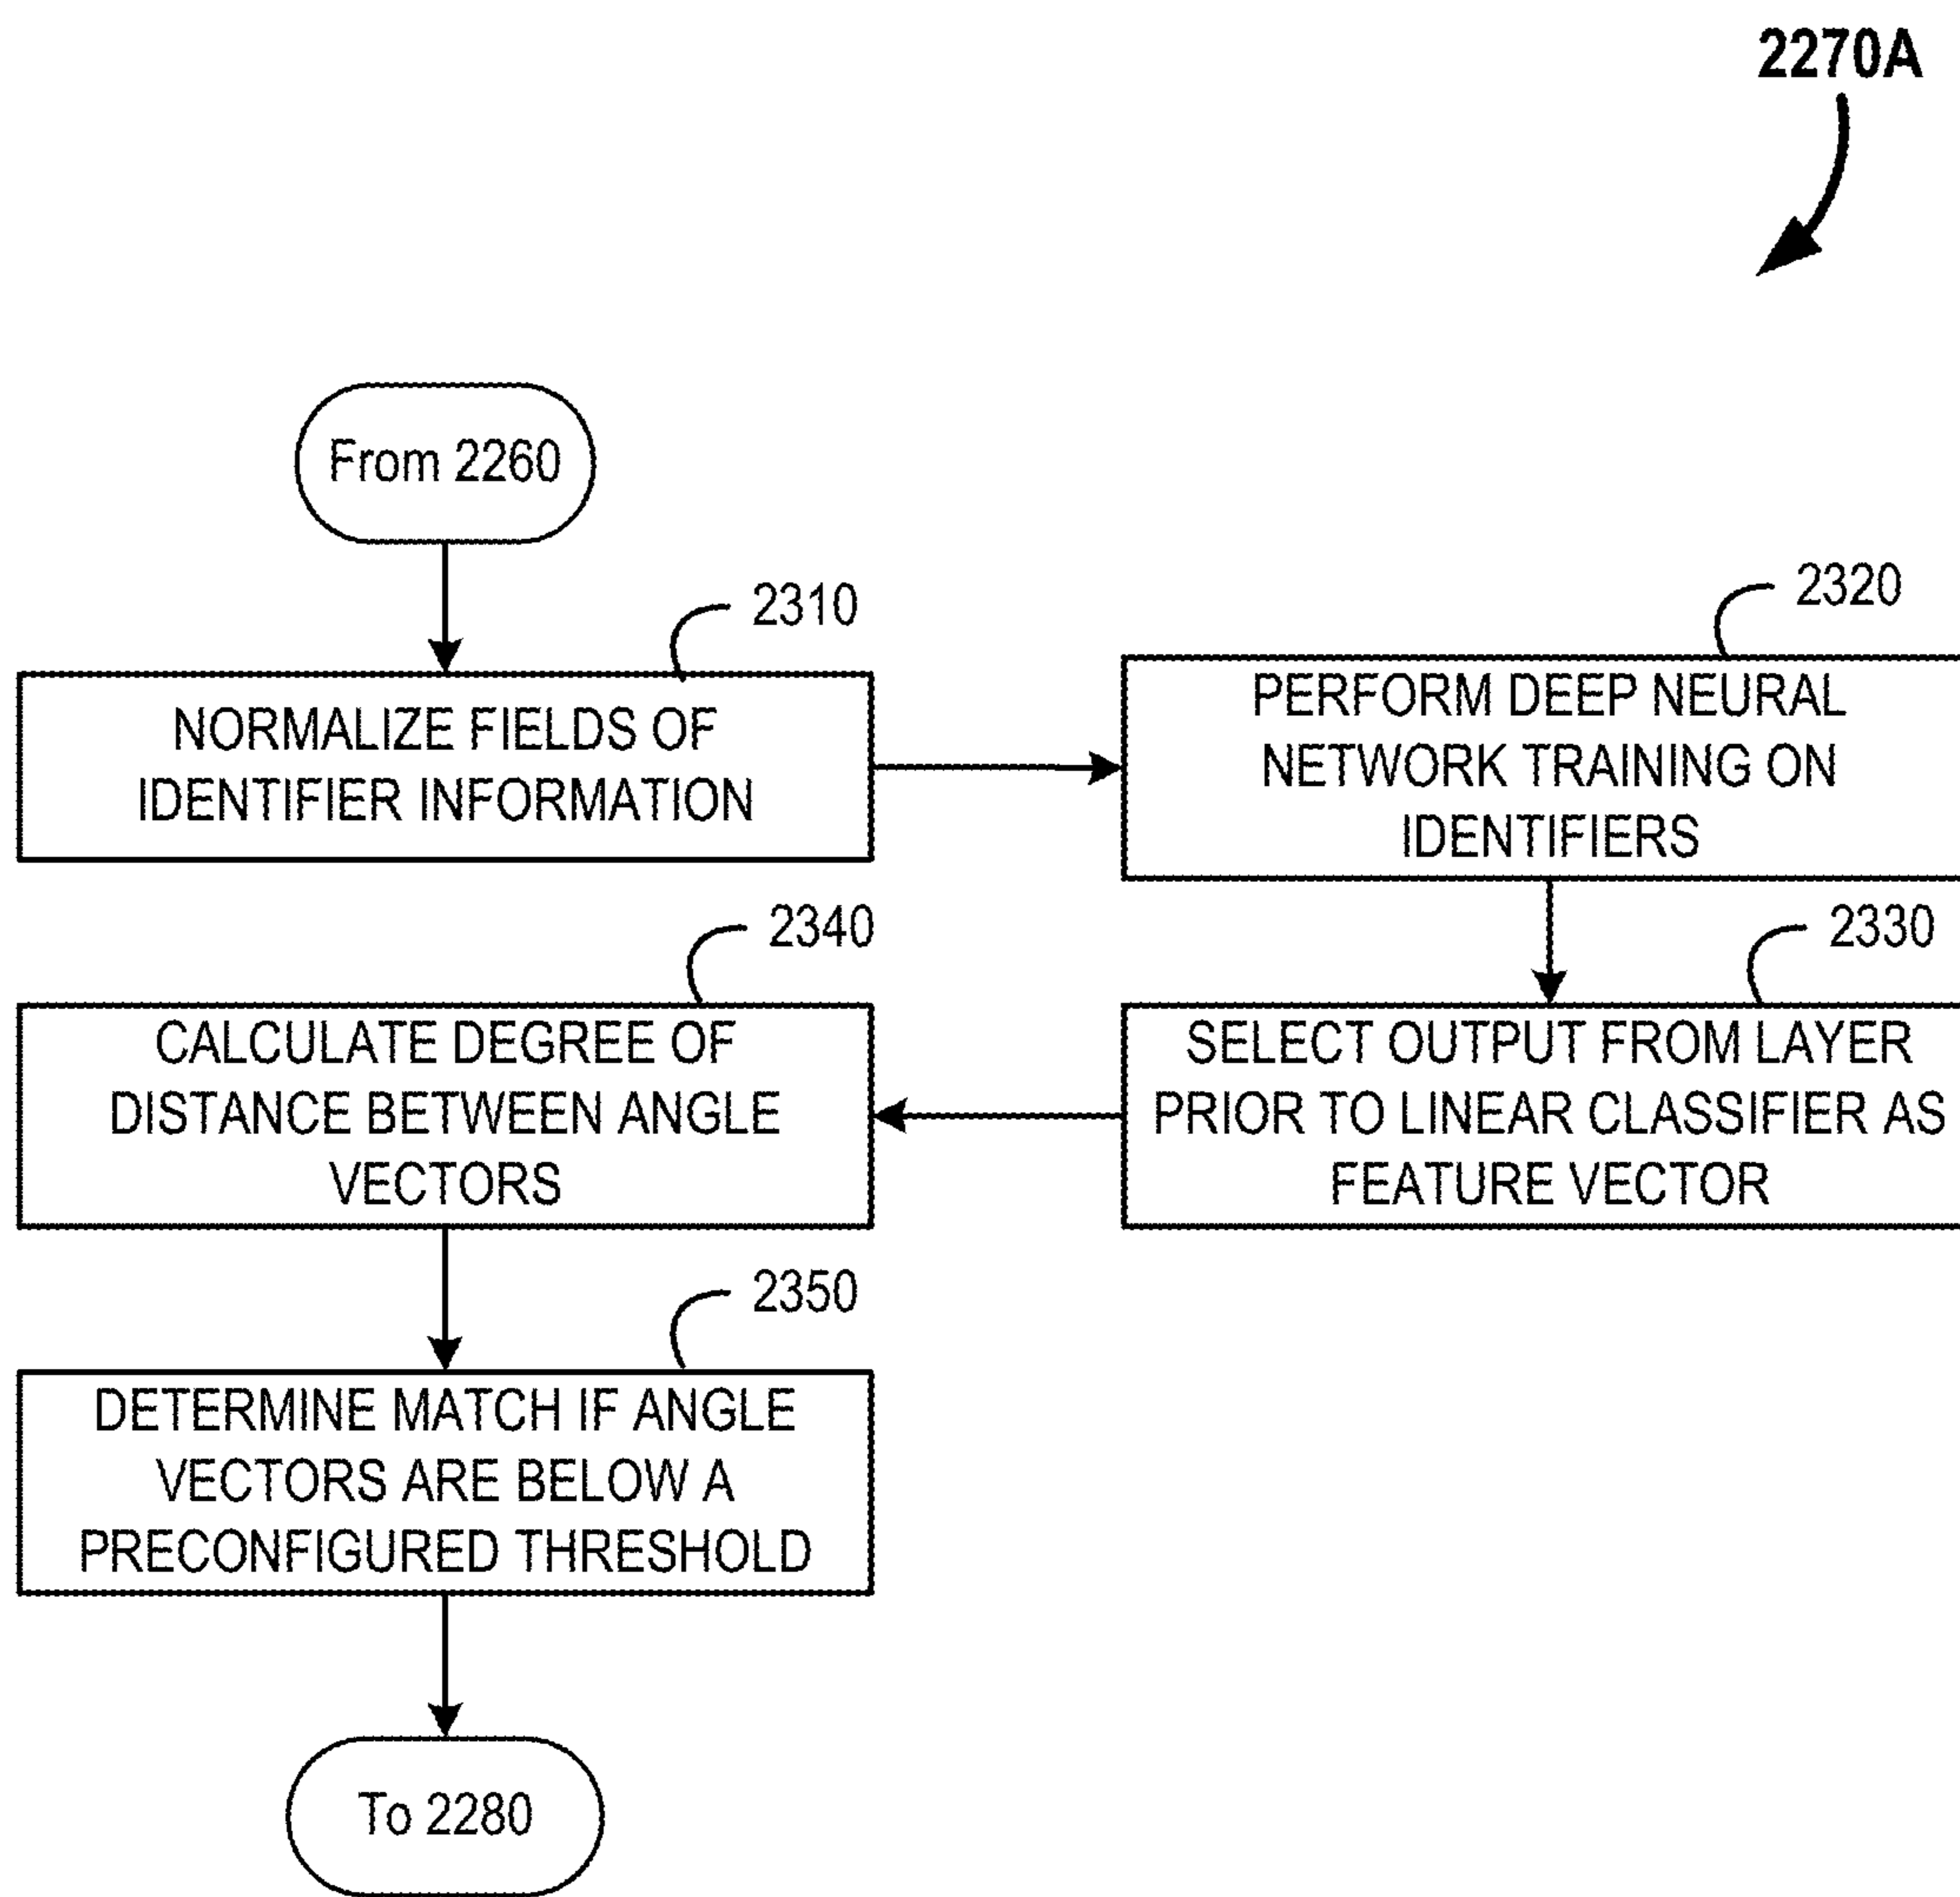 2270A
From 2260
2310
NORMALIZE FIELDS OF
IDENTIFIER INFORMATION
2320
PERFORM DEEP NEURAL
NETWORK TRAINING ON
IDENTIFIERS
2330
SELECT OUTPUT FROM LAYER
PRIOR TO LINEAR CLASSIFIER AS
FEATURE VECTOR
2340
CALCULATE DEGREE OF
DISTANCE BETWEEN ANGLE
VECTORS
2350
DETERMINE MATCH IF ANGLE
VECTORS ARE BELOW A
PRECONFIGURED THRESHOLD
To 2280